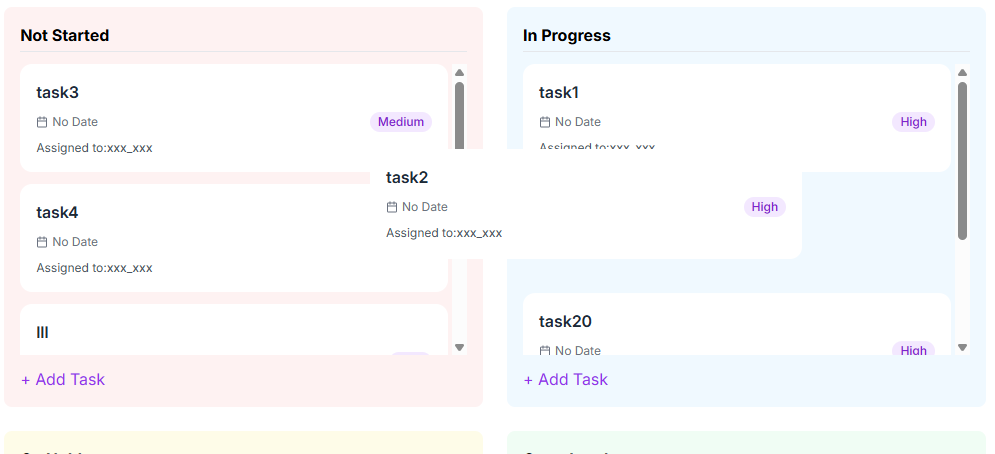 Not Started
task3
No Date
Medium
Assigned to:xxx_xxx
task4
No Date
Assigned to:xxx_xxx
lll
+ Add Task
In Progress
task1
No Date
High
Assigned to:xxx_xxx
task2
No Date
High
Assigned to:xxx_xxx
task20
No Date
High
+ Add Task